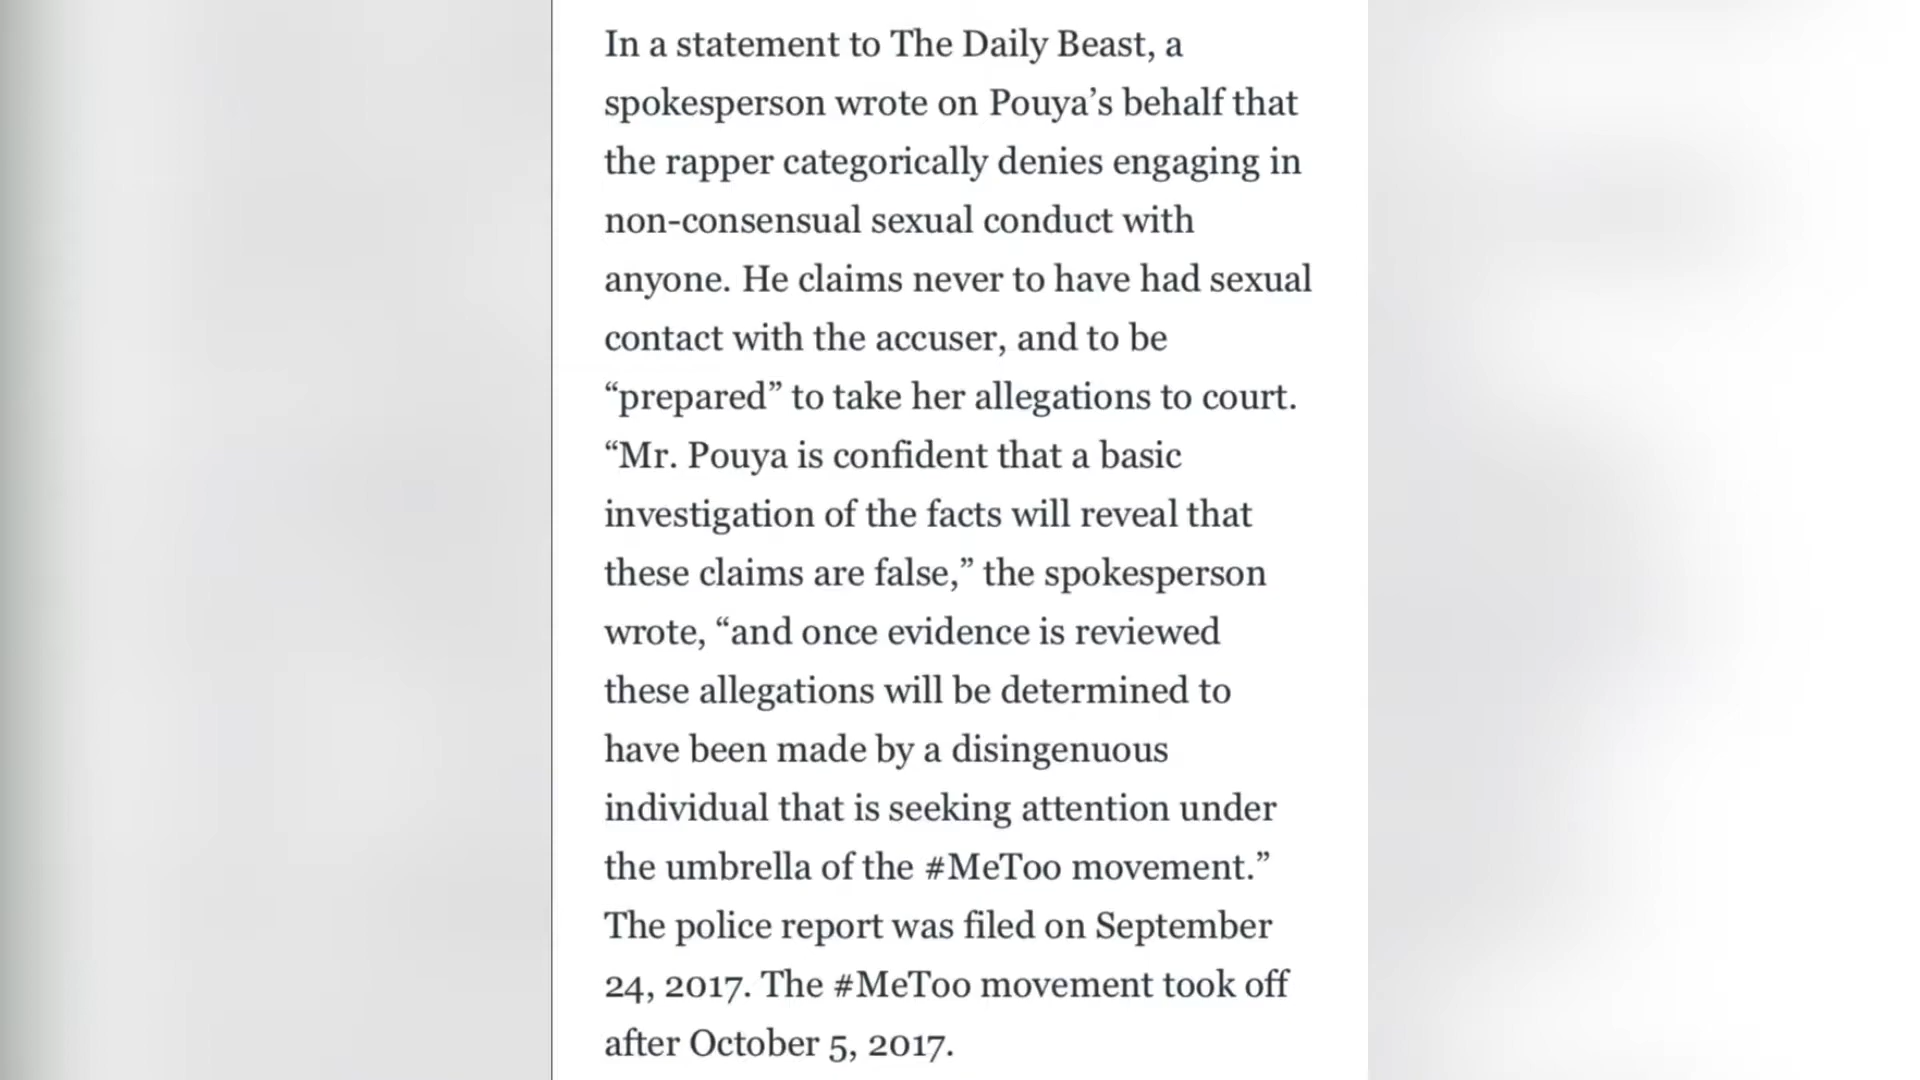 In a statement to The Daily Beast, a
spokesperson wrote on Pouya’s behalf that
the rapper categorically denies engaging in
non-consensual sexual conduct with
anyone. He claims never to have had sexual
contact with the accuser, and to be
“prepared” to take her allegations to court.
“Mr. Pouya is confident that a basic
investigation of the facts will reveal that
these claims are false,” the spokesperson
wrote, “and once evidence is reviewed
these allegations will be determined to
have been made by a disingenuous
individual that is seeking attention under
the umbrella of the #MeToo movement.”
The police report was filed on September
24, 2017. The #MeToo movement took off
after October 5, 2017.